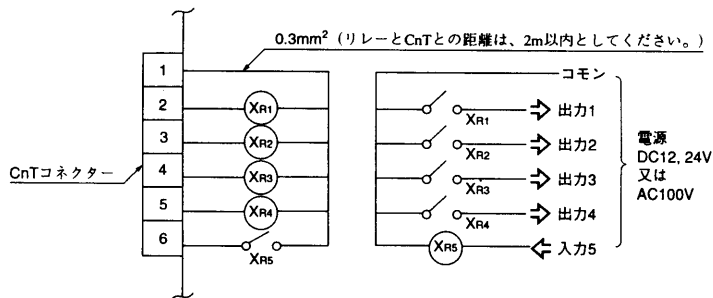 0.3mm² (リレーとCnTとの距離は、2m以内としてください。)
1
2
3
4
5
6
CnTコネクター
XR1
XR2
XR3
XR4
XR5
コモン
XR1
出力1
XR2
出力2
XR3
出力3
XR4
出力4
XR5
入力5
電源
DC12, 24V
又は
AC100V